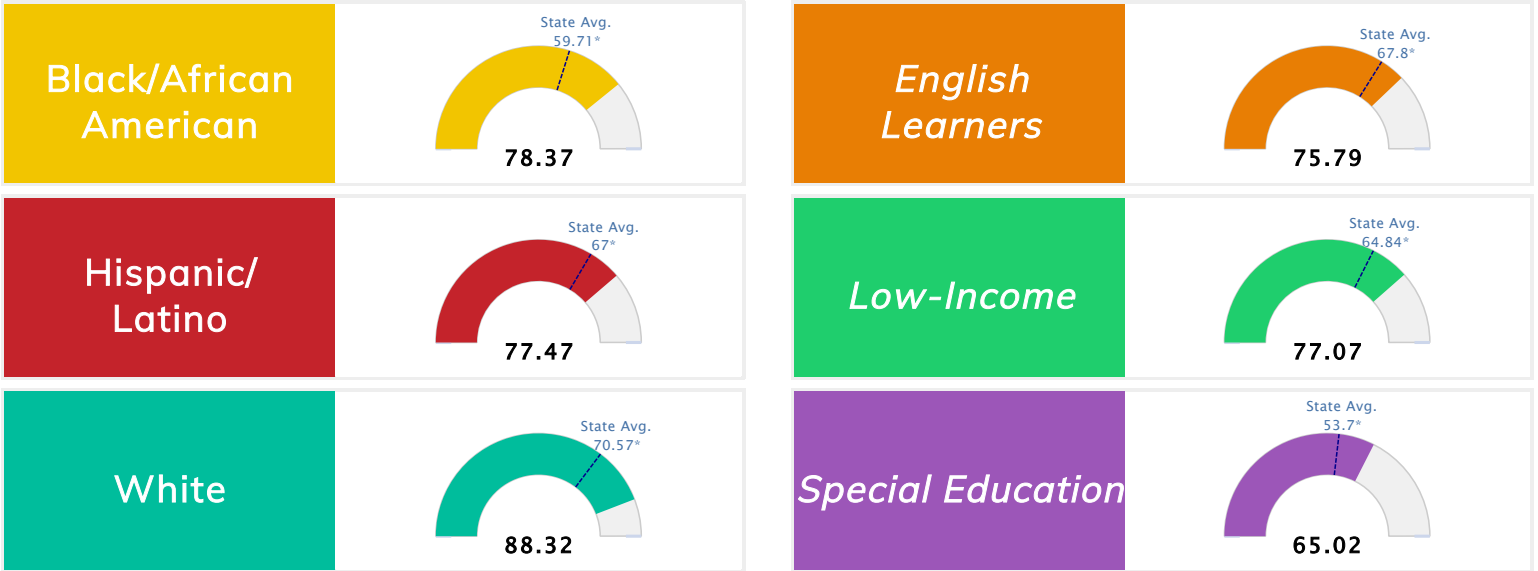 Black/African
American
State Avg.
59.71*
78.37
English
Learners
State Avg.
67.8*
75.79
Hispanic/
Latino
State Avg.
67*
77.47
Low-Income
State Avg.
64.84*
77.07
White
State Avg.
70.57*
88.32
Special Education
State Avg.
53.7*
65.02